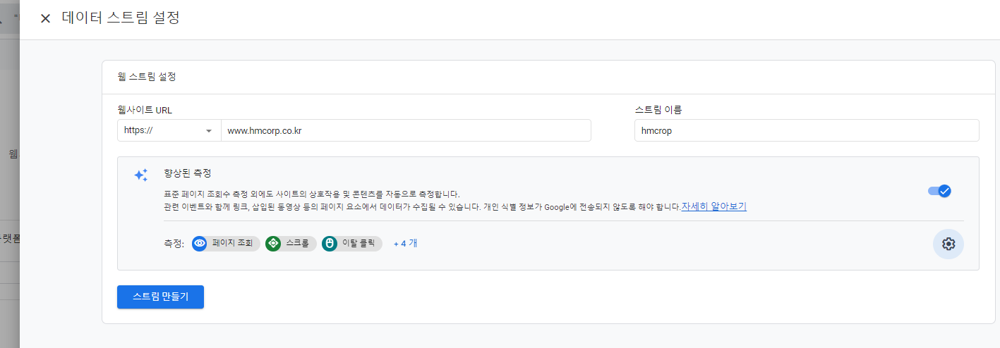 데이터 스트림 설정
웹 스트림 설정
웹사이트 URL
스트림 이름
https://
www.hmcorp.co.kr
hmcrop
향상된 측정
표준 페이지 조회수 측정 외에도 사이트의 상호작용 및 콘텐츠를 자동으로 측정합니다.
관련 이벤트와 함께 링크, 삽입된 동영상 등의 페이지 요소에서 데이터가 수집될 수 있습니다. 개인 식별 정보가 Google에 전송되지 않도록 해야 합니다.자세히 알아보기
측정: 페이지 조회 스크롤 이탈 클릭 + 4 개
스트림 만들기